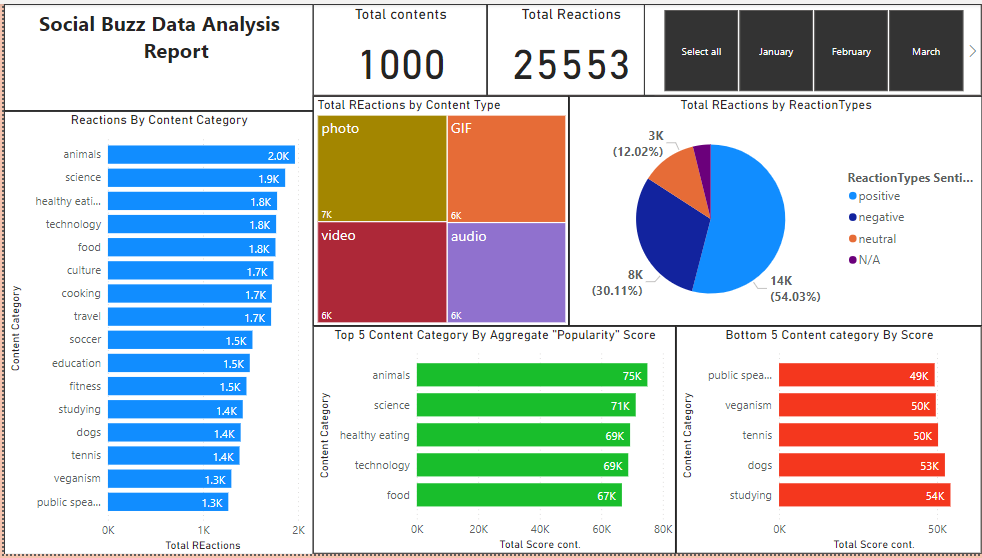 Social Buzz Data Analysis
Report
Total contents
1000
Total Reactions
25553
Select all
January
February
March
Reactions By Content Category
Content Category
animals
2.0K
science
1.9K
healthy eati...
1.8K
technology
1.8K
food
1.8K
culture
1.7K
cooking
1.7K
travel
1.7K
soccer
1.5K
education
1.5K
fitness
1.5K
studying
1.4K
dogs
1.4K
tennis
1.4K
veganism
1.3K
public spea...
1.3K
0K
1K
2K
Total REactions
Total REactions by Content Type
photo
7K
GIF
6K
video
6K
audio
6K
Total REactions by ReactionTypes
3K
(12.02%)
8K
(30.11%)
14K
(54.03%)
ReactionTypes Senti...
positive
negative
neutral
N/A
Top 5 Content Category By Aggregate "Popularity" Score
Content Category
animals
75K
science
71K
healthy eating
69K
technology
69K
food
67K
0K
20K
40K
60K
80K
Total Score cont.
Bottom 5 Content category By Score
Content Category
public spea...
49K
veganism
50K
tennis
50K
dogs
53K
studying
54K
0K
50K
Total Score cont.